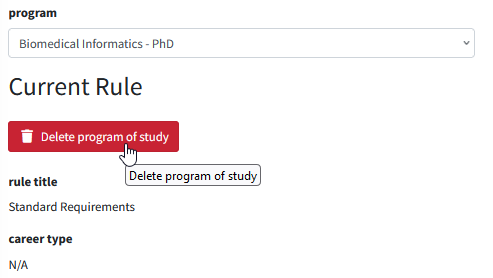 program
Biomedical Informatics - PhD
Current Rule
Delete program of study
Delete program of study
rule title
Standard Requirements
career type
N/A